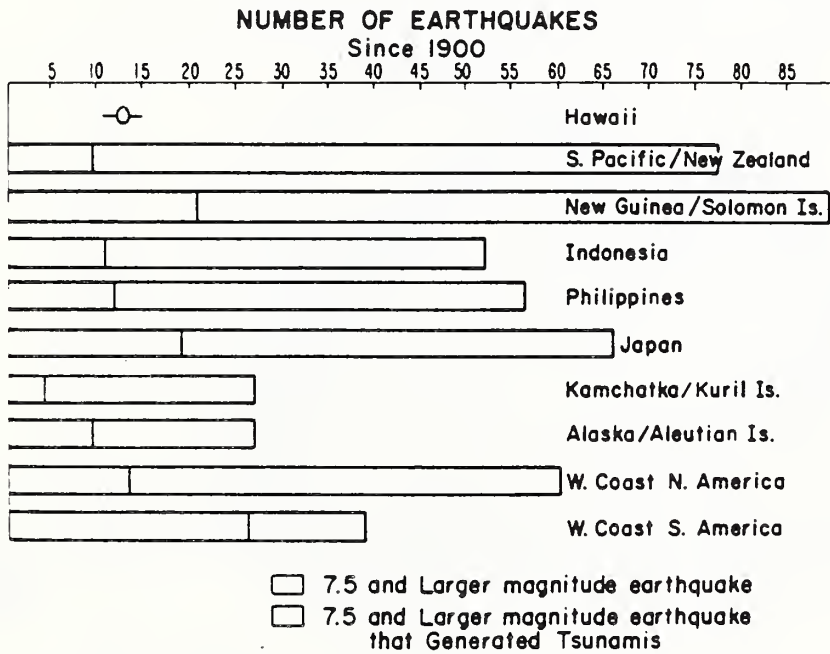 NUMBER OF EARTHQUAKES
Since 1900
5 10 15 20 25 30 35 40 45 50 55 60 65 70 75 80 85
Hawaii
S. Pacific/New Zealand
New Guinea/Solomon Is.
Indonesia
Philippines
Japan
Kamchatka/Kuril Is.
Alaska/Aleutian Is.
W. Coast N. America
W. Coast S. America
7.5 and Larger magnitude earthquake
7.5 and Larger magnitude earthquake
that Generated Tsunamis